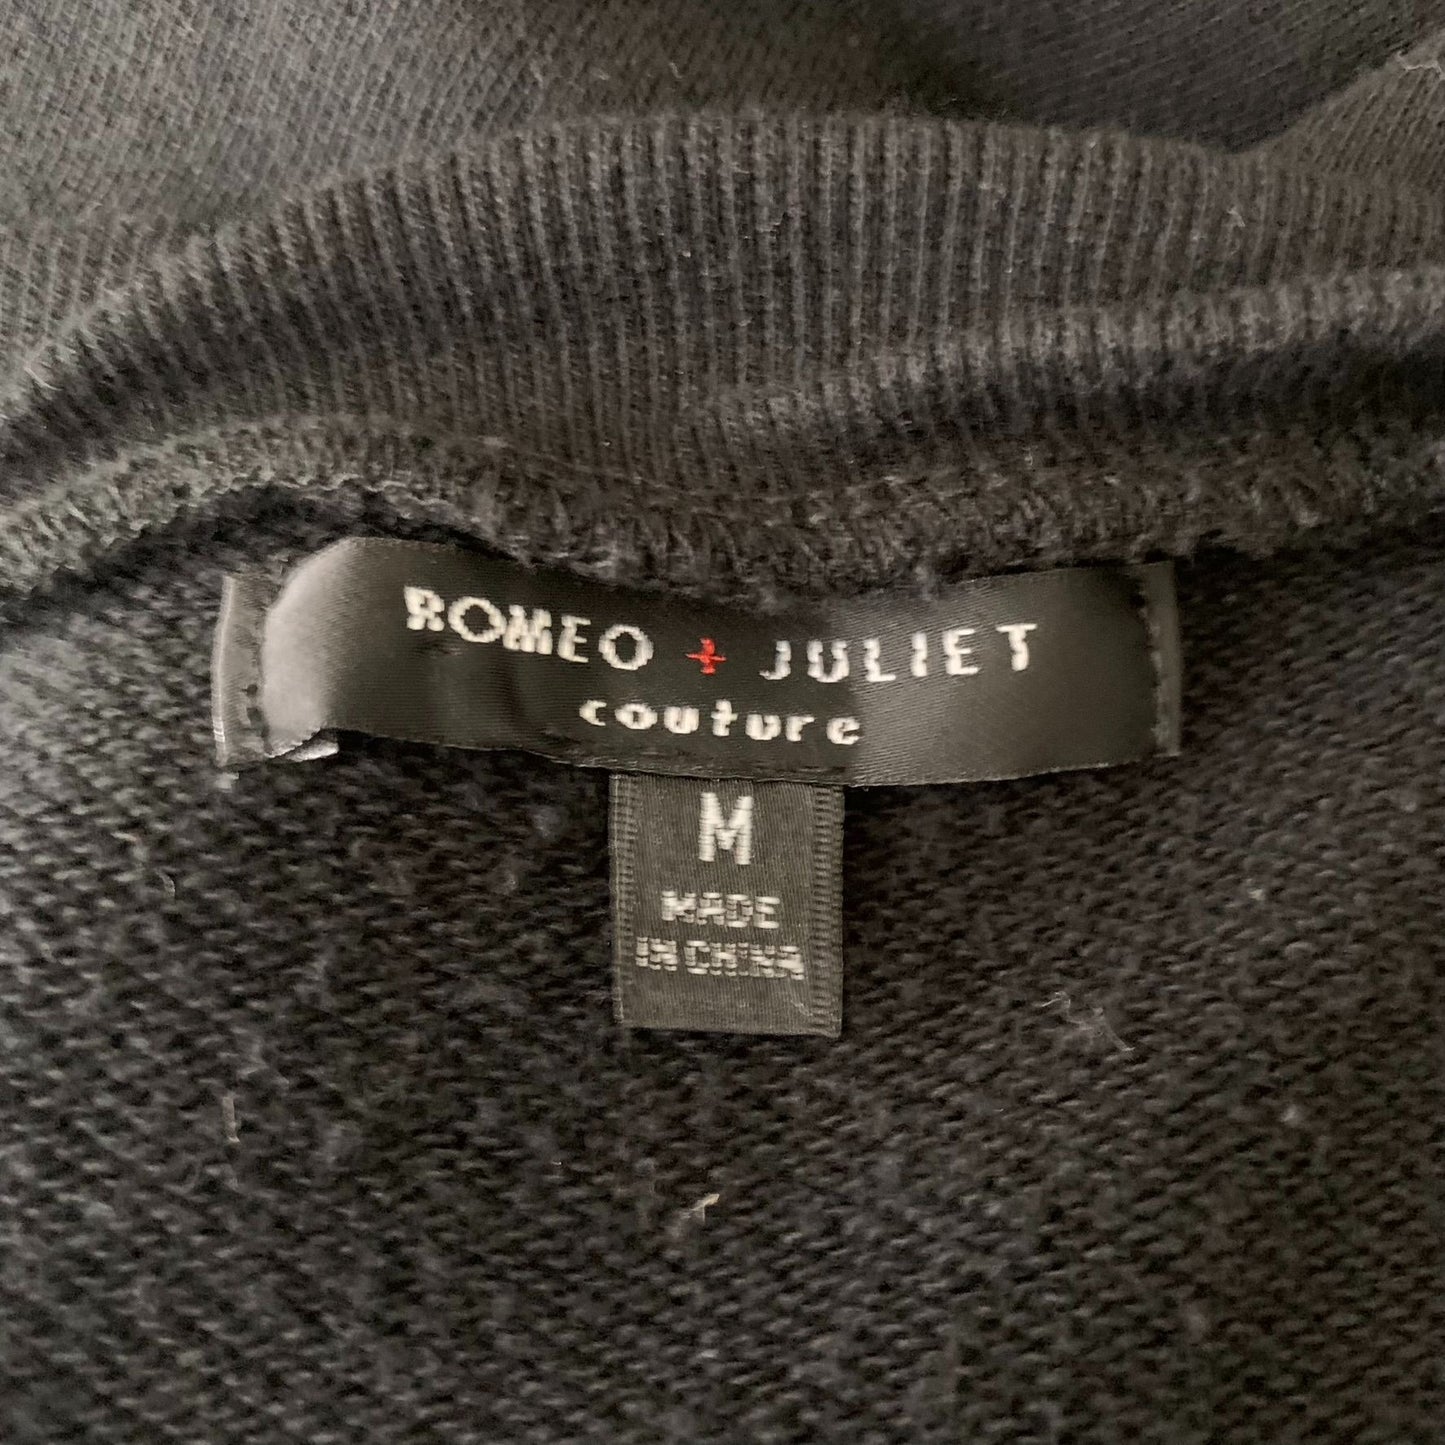 ROMEO + JULIET
couture
M
MADE
IN CHINA